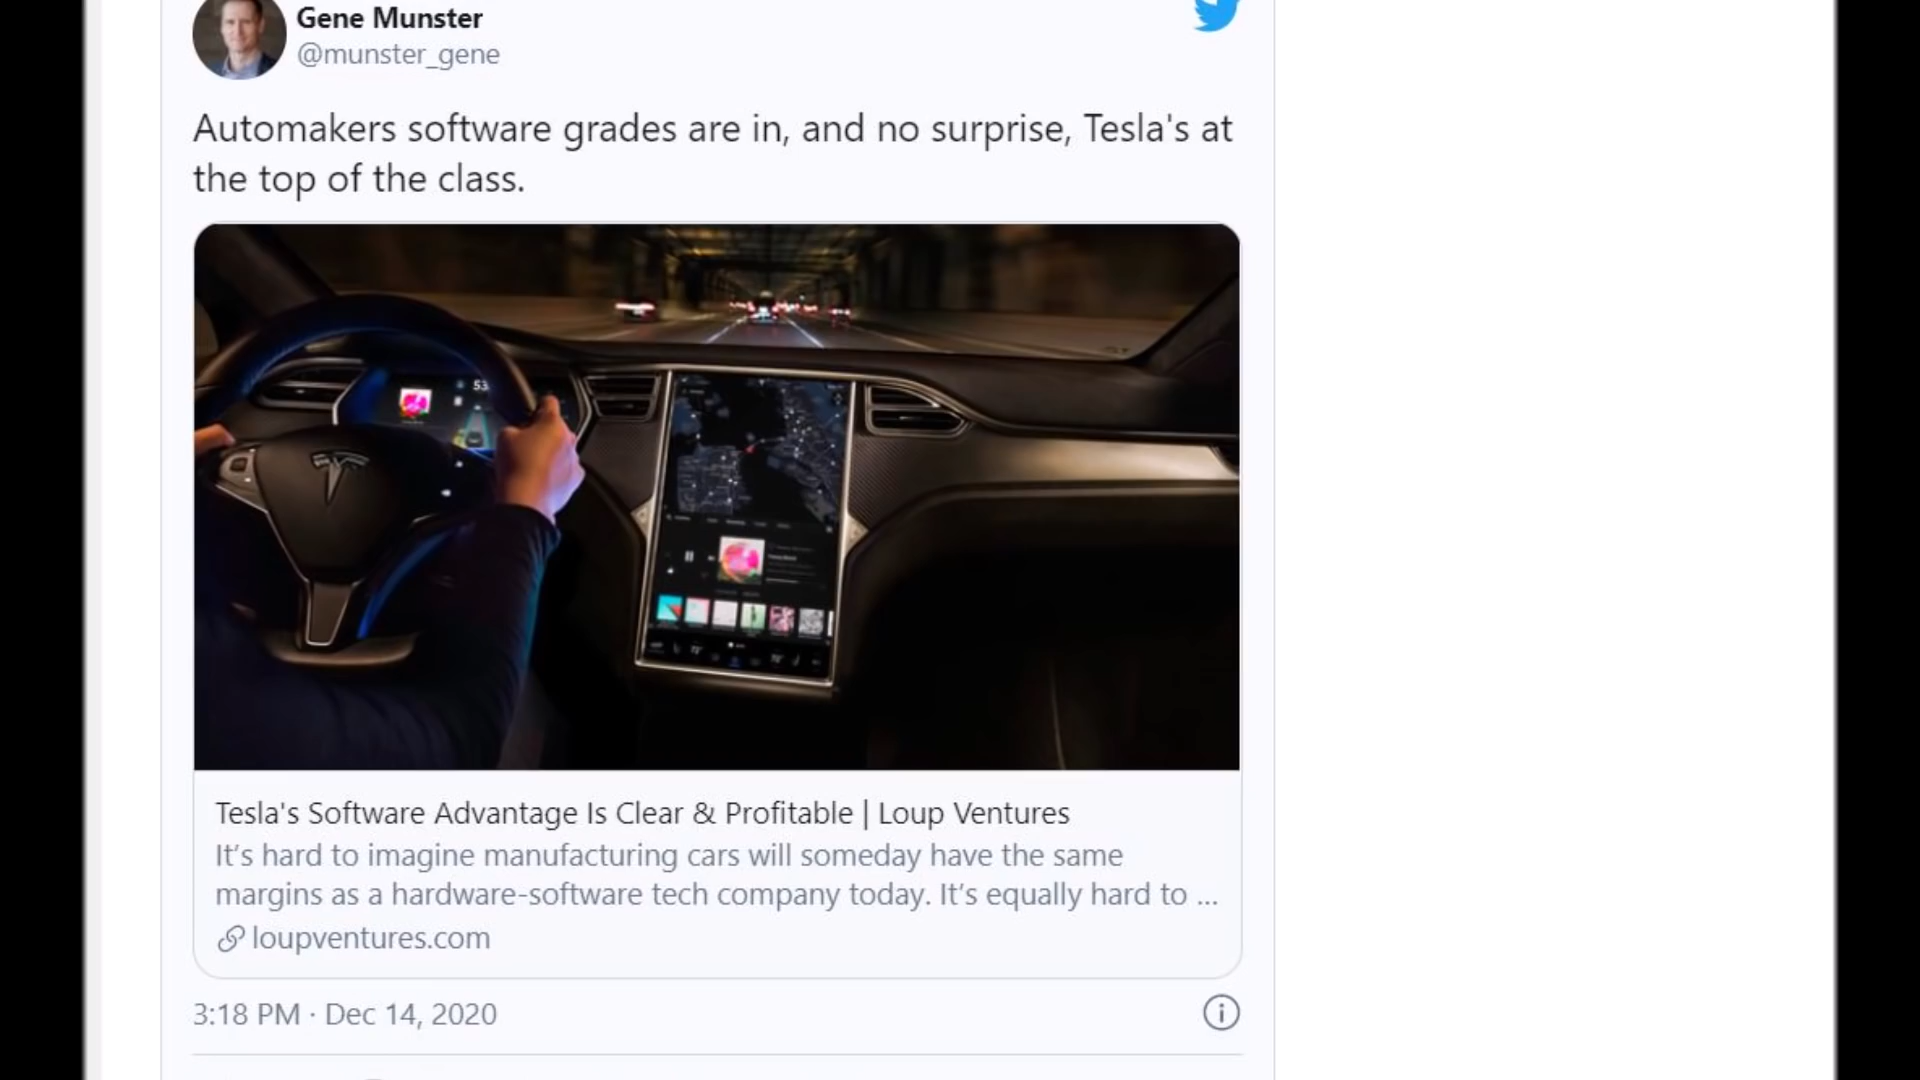 Gene Munster
@munster_gene
Automakers software grades are in, and no surprise, Tesla's at
the top of the class.
53
Tesla's Software Advantage Is Clear & Profitable | Loup Ventures
It’s hard to imagine manufacturing cars will someday have the same
margins as a hardware-software tech company today. It’s equally hard to ...
loupventures.com
3:18 PM · Dec 14, 2020